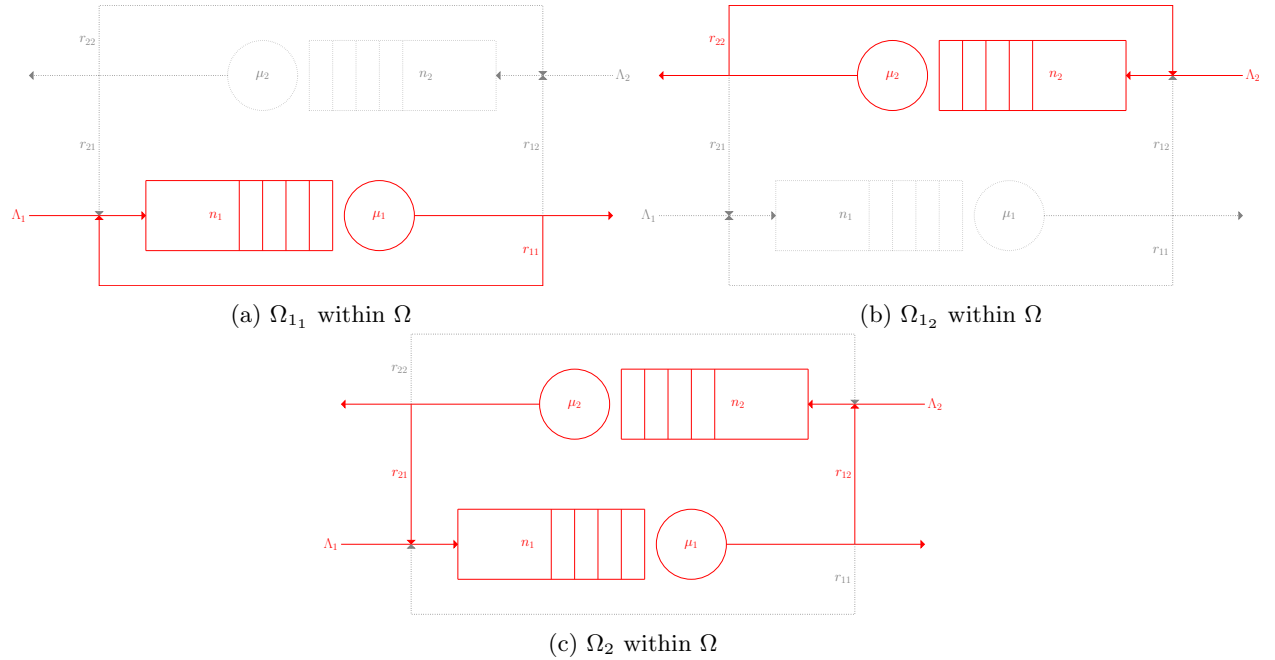 r₂₂ μ₂ n₂ Λ₂
r₂₁ r₁₂
Λ₁ n₁ μ₁
r₁₁
(a) Ω₁₁ within Ω
r₂₂ μ₂ n₂ Λ₂
r₂₁ r₁₂
Λ₁ n₁ μ₁
r₁₁
(b) Ω₁₂ within Ω
r₂₂ μ₂ n₂ Λ₂
r₂₁ r₁₂
Λ₁ n₁ μ₁
r₁₁
(c) Ω₂ within Ω